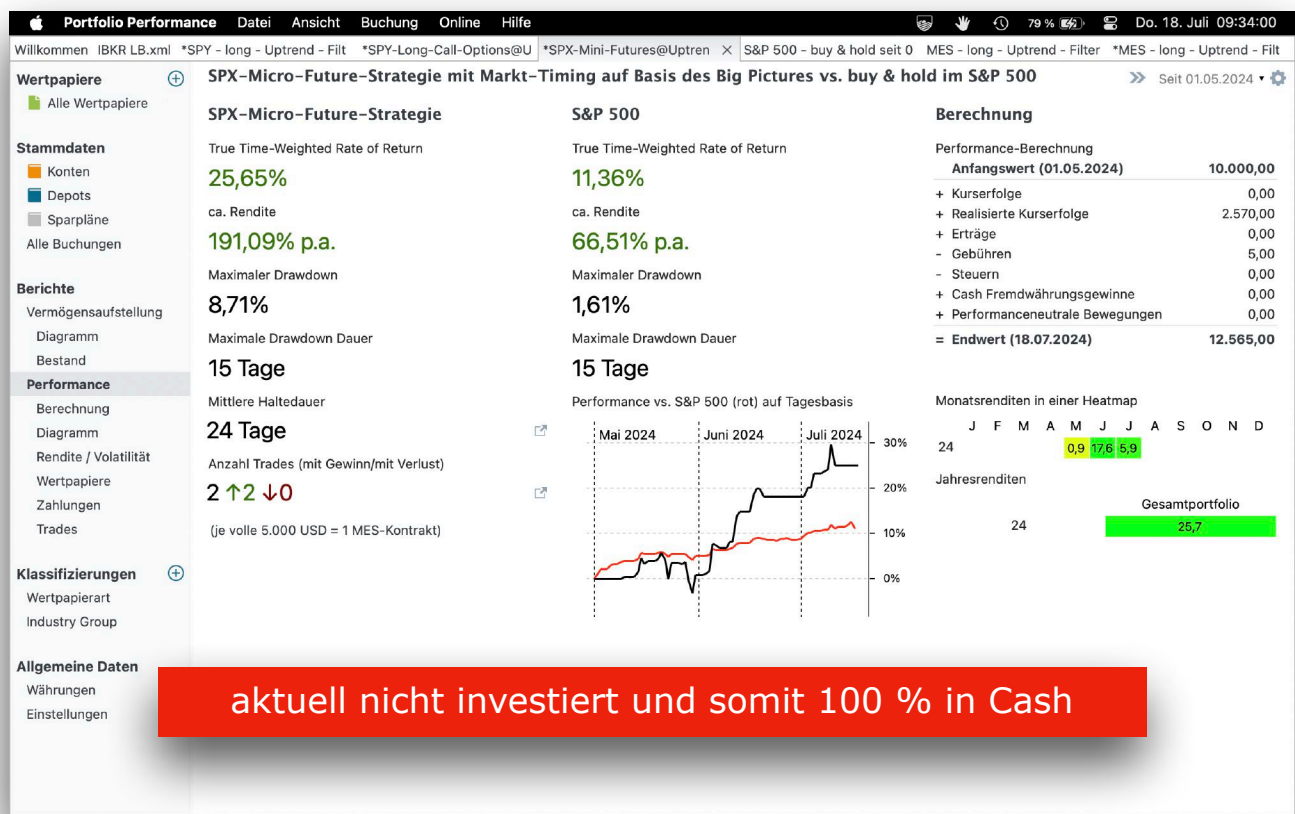 Portfolio Performance Datei Ansicht Buchung Online Hilfe 79 % Do. 18. Juli 09:34:00
Willkommen IBKR LB.xml *SPY - long - Uptrend - Filt *SPY-Long-Call-Options@U *SPX-Mini-Futures@Uptren × S&P 500 - buy & hold seit 0 MES - long - Uptrend - Filter *MES - long - Uptrend - Filt
Wertpapiere
Alle Wertpapiere
Stammdaten
Konten
Depots
Sparpläne
Alle Buchungen
Berichte
Vermögensaufstellung
Diagramm
Bestand
Performance
Berechnung
Diagramm
Rendite / Volatilität
Wertpapiere
Zahlungen
Trades
Klassifizierungen
Wertpapierart
Industry Group
Allgemeine Daten
Währungen
Einstellungen
SPX-Micro-Future-Strategie mit Markt-Timing auf Basis des Big Pictures vs. buy & hold im S&P 500
Seit 01.05.2024
SPX-Micro-Future-Strategie
True Time-Weighted Rate of Return
25,65%
ca. Rendite
191,09% p.a.
Maximaler Drawdown
8,71%
Maximale Drawdown Dauer
15 Tage
Mittlere Haltedauer
24 Tage
Anzahl Trades (mit Gewinn/mit Verlust)
2 ↑2 ↓0
(je volle 5.000 USD = 1 MES-Kontrakt)
S&P 500
True Time-Weighted Rate of Return
11,36%
ca. Rendite
66,51% p.a.
Maximaler Drawdown
1,61%
Maximale Drawdown Dauer
15 Tage
Performance vs. S&P 500 (rot) auf Tagesbasis
Mai 2024 Juni 2024 Juli 2024
30%
20%
10%
0%
Berechnung
Performance-Berechnung
Anfangswert (01.05.2024) 10.000,00
+ Kurserfolge 0,00
+ Realisierte Kurserfolge 2.570,00
+ Erträge 0,00
- Gebühren 5,00
- Steuern 0,00
+ Cash Fremdwährungsgewinne 0,00
+ Performanceneutrale Bewegungen 0,00
= Endwert (18.07.2024) 12.565,00
Monatsrenditen in einer Heatmap
J F M A M J J A S O N D
24 0,9 17,6 5,9
Jahresrenditen
Gesamtportfolio
24 25,7
aktuell nicht investiert und somit 100 % in Cash